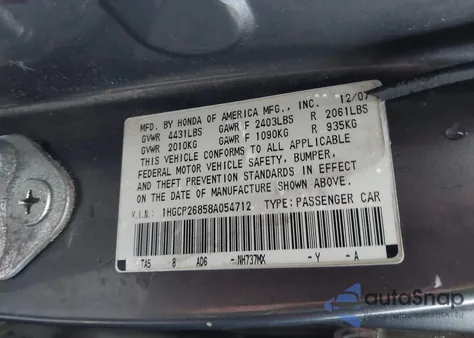 MFD. BY HONDA OF AMERICA MFG., INC. 12/07
GVWR 4431LBS GAWR F 2403LBS R 2061LBS
GVWR 2010KG GAWR F 1090KG R 935KG
THIS VEHICLE CONFORMS TO ALL APPLICABLE
FEDERAL MOTOR VEHICLE SAFETY, BUMPER,
AND THEFT PREVENTION STANDARDS IN EFFECT
ON THE DATE OF MANUFACTURE SHOWN ABOVE.
V.I.N: 1HGCP26858A054712 TYPE:PASSENGER CAR
TA5 8 AD6 -NH737MX -Y -A
autoSnap